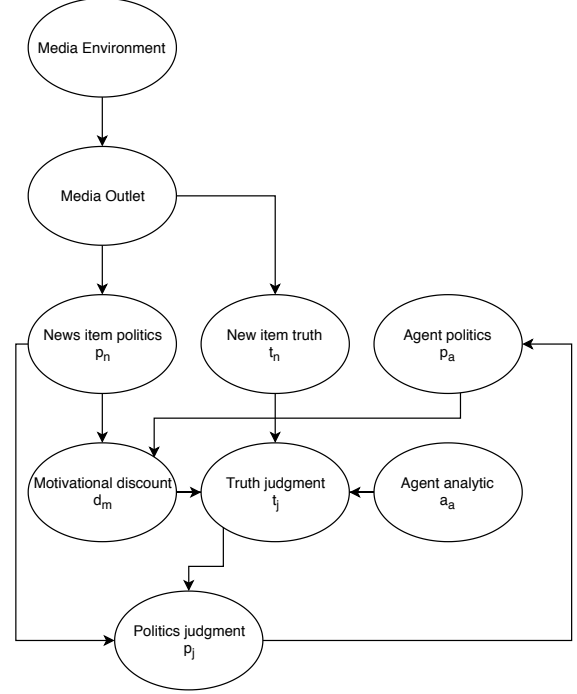 Media Environment
Media Outlet
News item politics
pn
New item truth
tn
Agent politics
pa
Motivational discount
dm
Truth judgment
tj
Agent analytic
aa
Politics judgment
pj